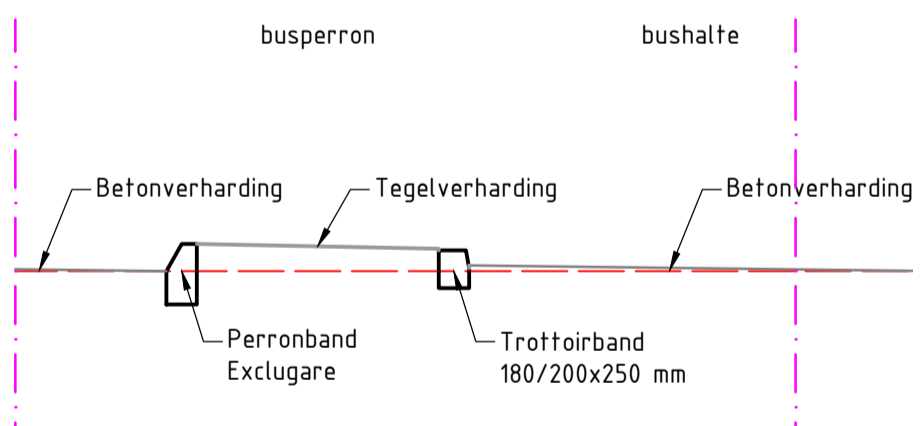 busperron
bushalte
Betonverharding
Tegelverharding
Betonverharding
Perronband
Exclugare
Trottoirband
180/200x250 mm